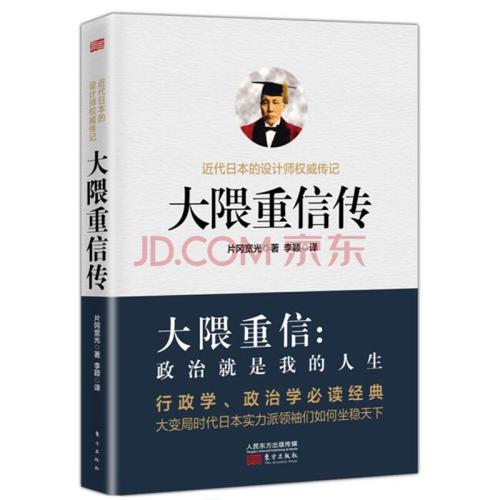 近代日本的
设计师权威传记
大隈重信传
片冈宽光·著 李颖·译
近代日本的设计师权威传记
大隈重信传
JD.COM 京东
片冈宽光·著 李颖·译
大隈重信:
政治就是我的人生
行政学、政治学必读经典
大变局时代日本实力派领袖们如何坐稳天下
人民东方出版传媒
东方出版社